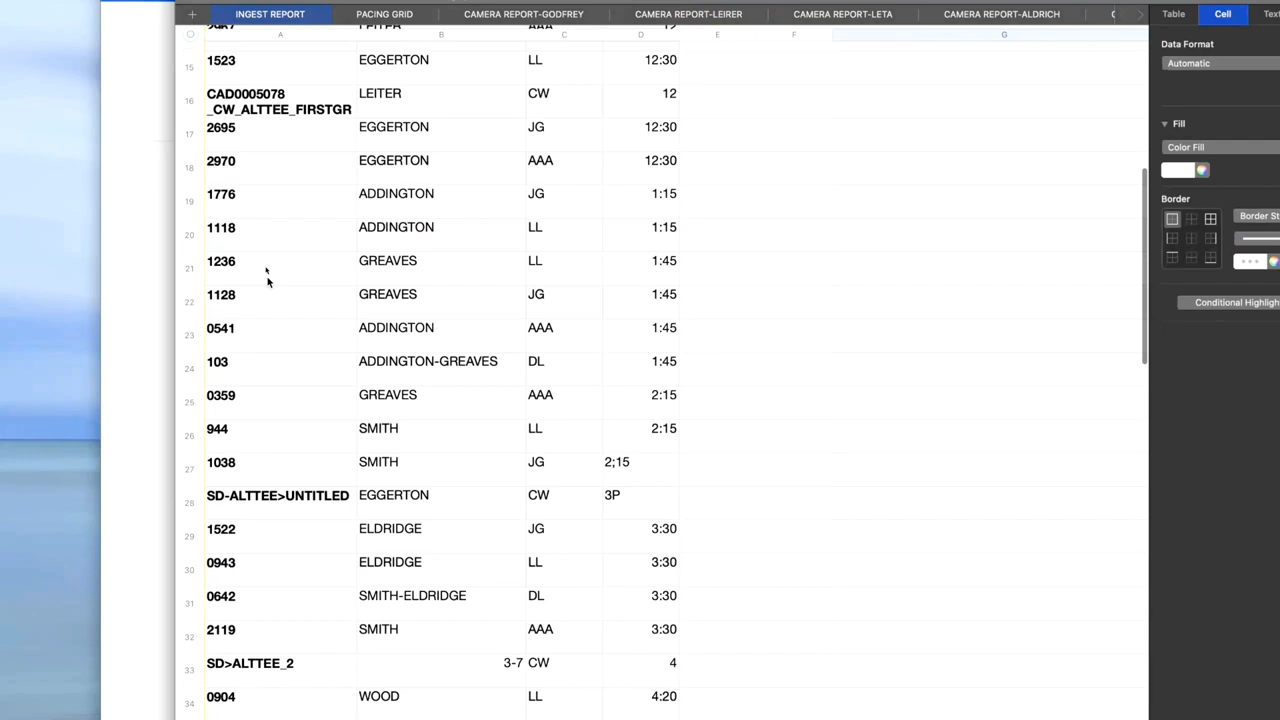 + INGEST REPORT PACING GRID CAMERA REPORT-GODFREY CAMERA REPORT-LEIRER CAMERA REPORT-LETA CAMERA REPORT-ALDRICH
Table Cell Text
A B C D E F G
LEITER AAA
15 1523 EGGERTON LL 12:30
16 CAD0005078 LEITER CW 12
_CW_ALTTEE_FIRSTGR
17 2695 EGGERTON JG 12:30
18 2970 EGGERTON AAA 12:30
19 1776 ADDINGTON JG 1:15
20 1118 ADDINGTON LL 1:15
21 1236 GREAVES LL 1:45
22 1128 GREAVES JG 1:45
23 0541 ADDINGTON AAA 1:45
24 103 ADDINGTON-GREAVES DL 1:45
25 0359 GREAVES AAA 2:15
26 944 SMITH LL 2:15
27 1038 SMITH JG 2;15
28 SD-ALTTEE>UNTITLED EGGERTON CW 3P
29 1522 ELDRIDGE JG 3:30
30 0943 ELDRIDGE LL 3:30
31 0642 SMITH-ELDRIDGE DL 3:30
32 2119 SMITH AAA 3:30
33 SD>ALTTEE_2 3-7 CW 4
34 0904 WOOD LL 4:20
Data Format
Automatic
Fill
Color Fill
Border
Border St
Conditional Highligh